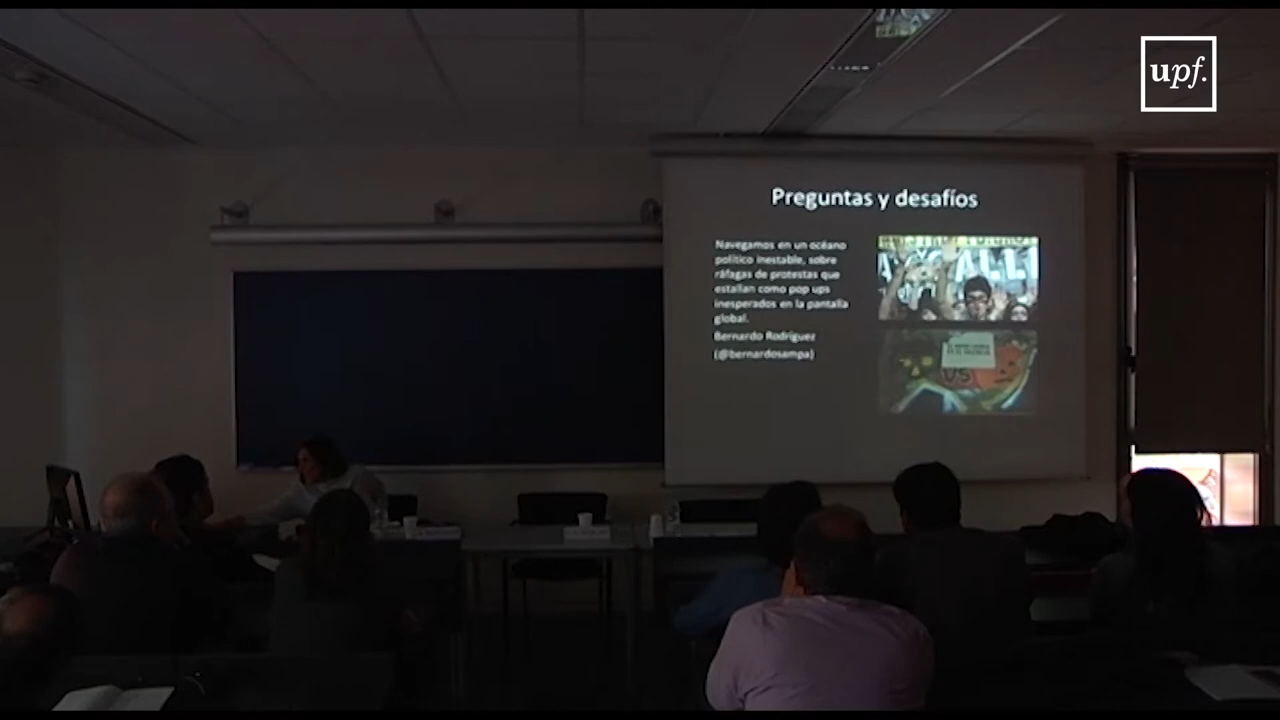 upf.
Preguntas y desafíos
Navegamos en un océano
político inestable, sobre
ráfagas de protestas que
estallan como pop ups
inesperados en la pantalla
global.
Bernardo Rodríguez
(@bernardosampa)
US